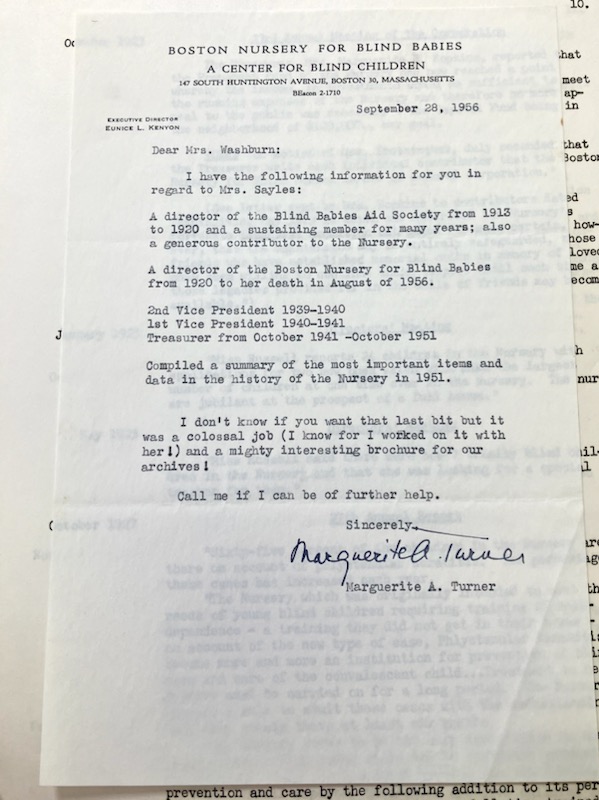 10.
BOSTON NURSERY FOR BLIND BABIES
A CENTER FOR BLIND CHILDREN
147 SOUTH HUNTINGTON AVENUE, BOSTON 30, MASSACHUSETTS
BEacon 2-1710
September 28, 1956
EXECUTIVE DIRECTOR
EUNICE L. KENYON
Dear Mrs. Washburn:
I have the following information for you in
regard to Mrs. Sayles:
A director of the Blind Babies Aid Society from 1913
to 1920 and a sustaining member for many years; also
a generous contributor to the Nursery.
A director of the Boston Nursery for Blind Babies
from 1920 to her death in August of 1956.
2nd Vice President 1939-1940
1st Vice President 1940-1941
Treasurer from October 1941 -October 1951
Compiled a summary of the most important items and
data in the history of the Nursery in 1951.
I don't know if you want that last bit but it
was a colossal job (I know for I worked on it with
her!) and a mighty interesting brochure for our
archives!
Call me if I can be of further help.
Sincerely,
Marguerite A. Turner
Marguerite A. Turner
prevention and care by the following addition to its